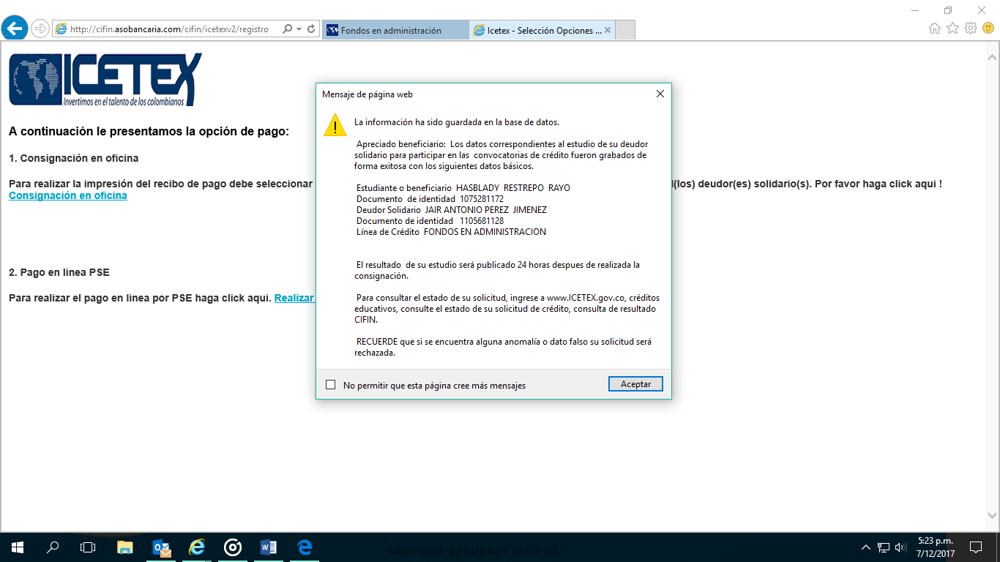 http://cifin.asobancaria.com/cifin/icetexv2/registro
Fondos en administración
Icetex - Selección Opciones ...
ICETEX
Invertimos en el talento de los colombianos
A continuación le presentamos la opción de pago:
1. Consignación en oficina
Para realizar la impresión del recibo de pago debe seleccionar
l(los) deudor(es) solidario(s). Por favor haga click aqui !
Consignación en oficina
2. Pago en linea PSE
Para realizar el pago en linea por PSE haga click aqui. Realizar
Mensaje de página web
La información ha sido guardada en la base de datos.
Apreciado beneficiario: Los datos correspondientes al estudio de su deudor
solidario para participar en las convocatorias de crédito fueron grabados de
forma exitosa con los siguientes datos básicos.
Estudiante o beneficiario HASBLADY RESTREPO RAYO
Documento de identidad 1075281172
Deudor Solidario JAIR ANTONIO PEREZ JIMENEZ
Documento de identidad 1105681128
Línea de Crédito FONDOS EN ADMINISTRACION
El resultado de su estudio será publicado 24 horas despues de realizada la
consignación.
Para consultar el estado de su solicitud, ingrese a www.ICETEX.gov.co, créditos
educativos, consulte el estado de su solicitud de crédito, consulta de resultado
CIFIN.
RECUERDE que si se encuentra alguna anomalía o dato falso su solicitud será
rechazada.
No permitir que esta página cree más mensajes
Aceptar
GRUPO DE RECURSOS FISICOS
5:23 p.m.
7/12/2017